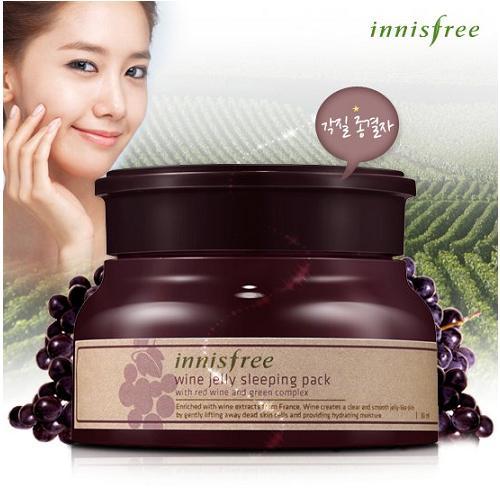 innisfree
각질 종결자
innisfree
wine jelly sleeping pack
with red wine and green complex
Enriched with wine extracts from France, Wine creates a clear and smooth jelly-like skin
by gently lifting away dead skin cells and providing hydrating moisture